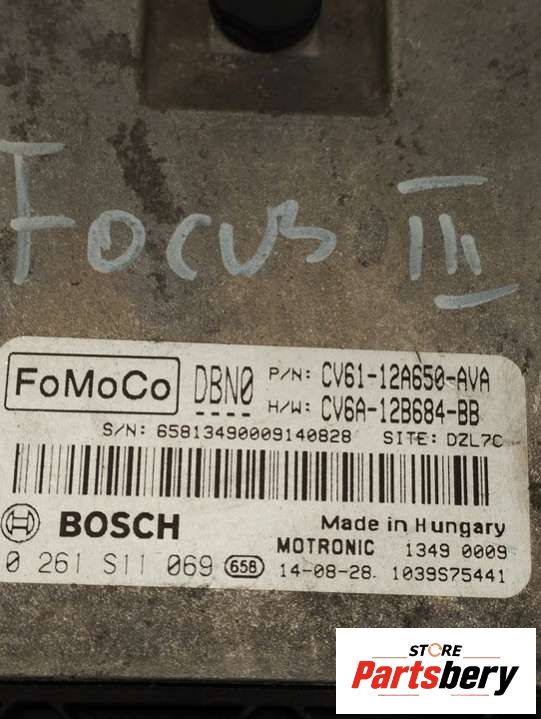 Focus III
FoMoCo
DBN0
P/N: CV61-12A650-AVA
H/W: CV6A-12B684-BB
S/N: 65813490009140828 SITE: DZL7C
BOSCH
Made in Hungary
MOTRONIC 1349 0009
0 261 S11 069 658 14-08-28 1039S75441
STORE
Partsbery